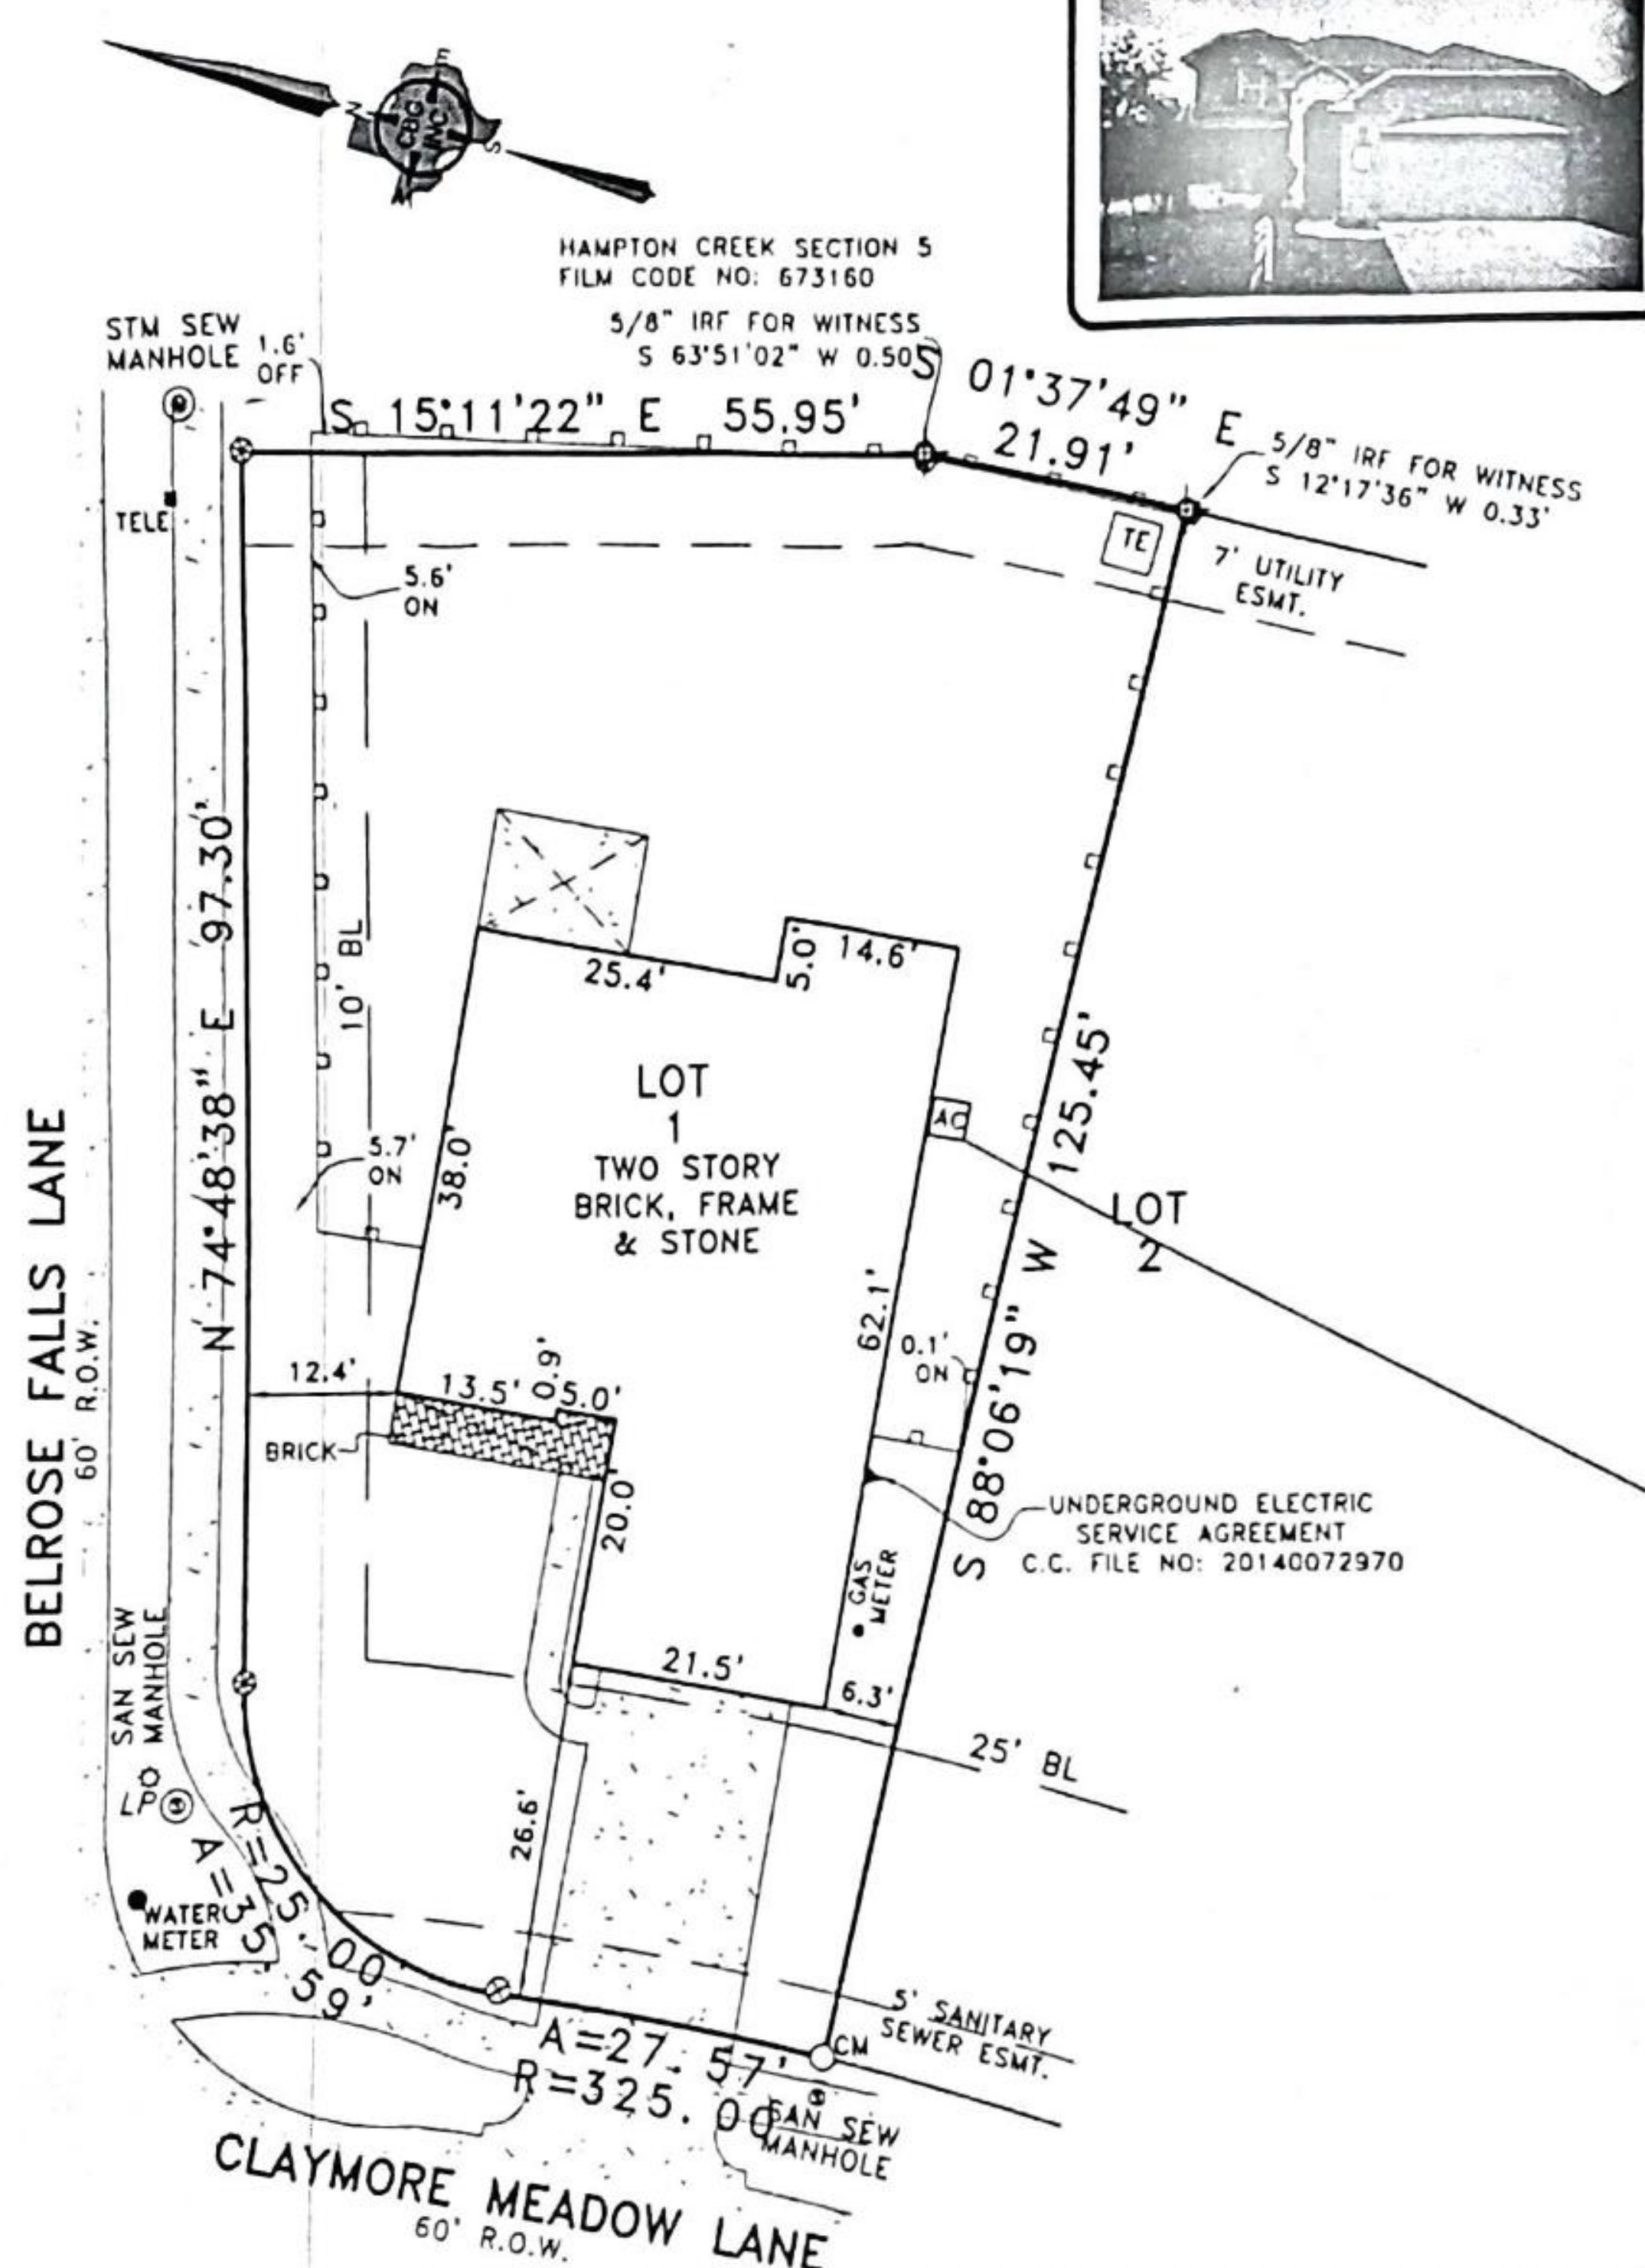 E
N
CBG
INC
S
W
HAMPTON CREEK SECTION 5
FILM CODE NO: 673160
5/8" IRF FOR WITNESS
S 63°51'02" W 0.50
STM SEW
MANHOLE
1.6'
OFF
S 15°11'22" E 55.95'
S 01°37'49" E
21.91'
5/8" IRF FOR WITNESS
S 12°17'36" W 0.33'
TELE
TE
7' UTILITY
ESMT.
5.6'
ON
N 74°48'38" E 97.30'
10' BL
25.4'
5.0'
14.6'
LOT
1
TWO STORY
BRICK, FRAME
& STONE
38.0'
5.7'
ON
AC
S 88°06'19" W 125.45'
LOT
2
BELROSE FALLS LANE
60' R.O.W.
62.1'
0.1'
ON
12.4'
13.5'
0.9'
5.0'
BRICK
20.0'
UNDERGROUND ELECTRIC
SERVICE AGREEMENT
C.C. FILE NO: 20140072970
GAS
METER
21.5'
6.3'
25' BL
SAN SEW
MANHOLE
LP
26.6'
R=25.00
A=35.59'
WATER
METER
5' SANITARY
SEWER ESMT.
CM
A=27.57'
R=325.00
SAN SEW
MANHOLE
CLAYMORE MEADOW LANE
60' R.O.W.